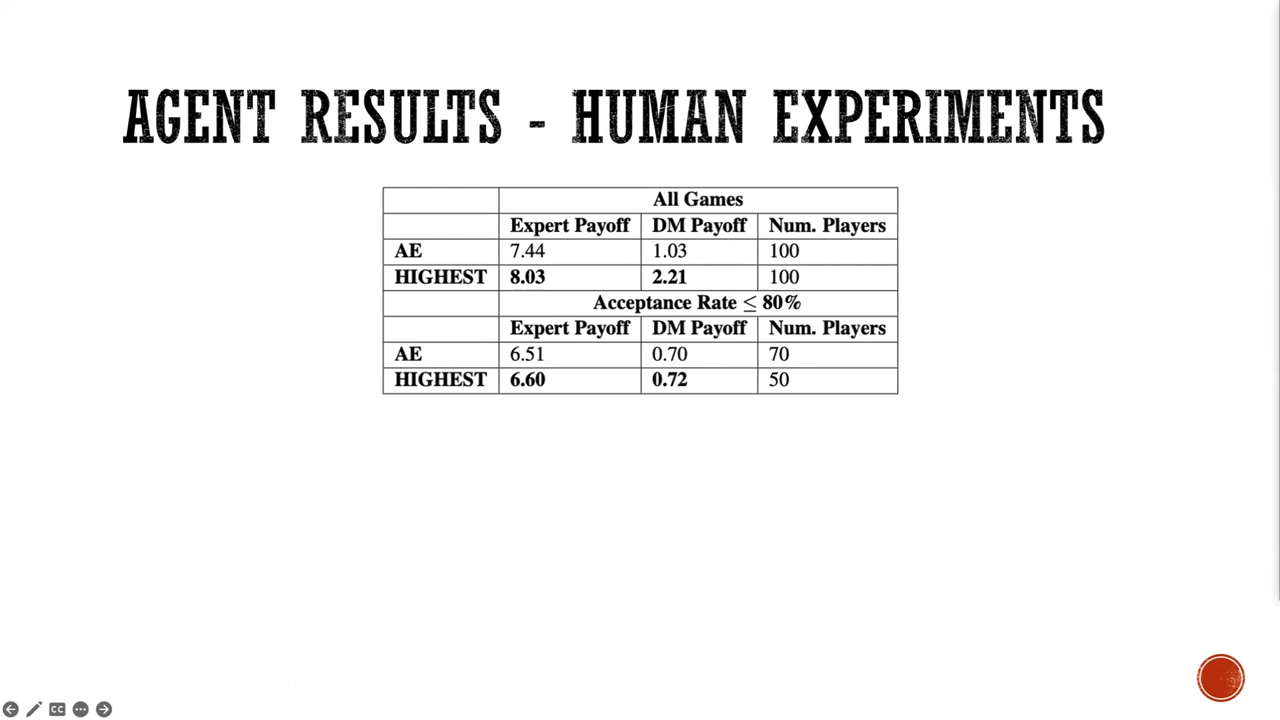 AGENT RESULTS - HUMAN EXPERIMENTS
All Games
Expert Payoff DM Payoff Num. Players
AE 7.44 1.03 100
HIGHEST 8.03 2.21 100
Acceptance Rate ≤ 80%
Expert Payoff DM Payoff Num. Players
AE 6.51 0.70 70
HIGHEST 6.60 0.72 50
CC